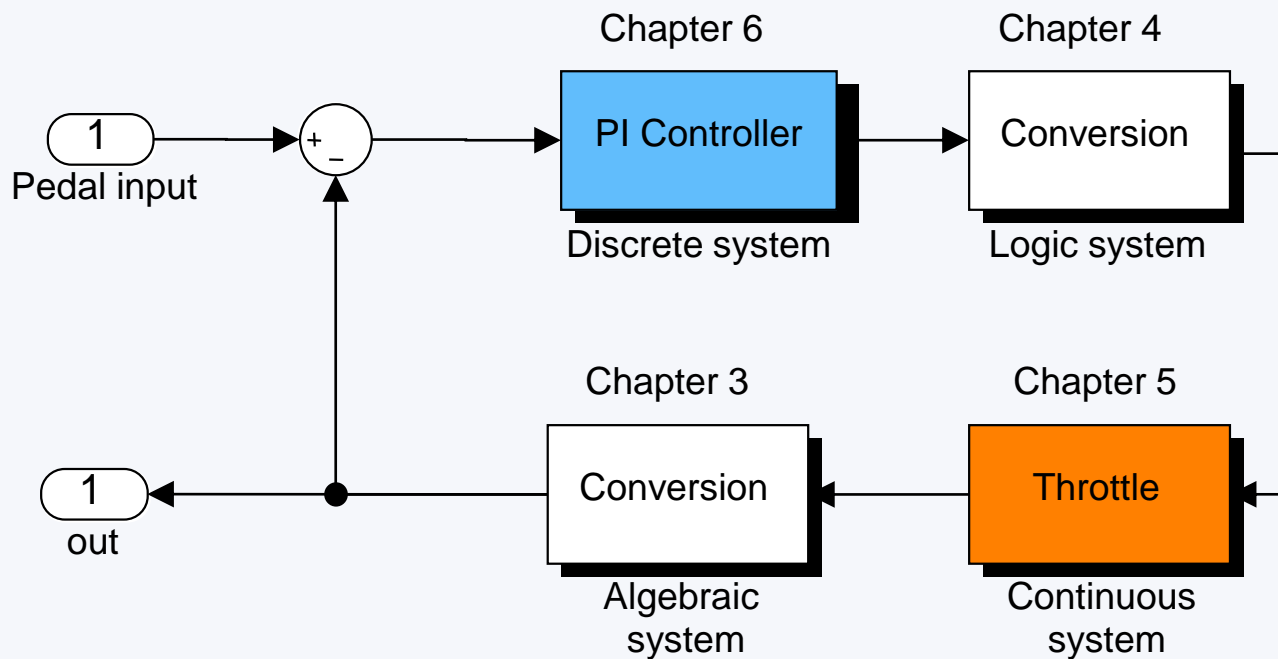 Chapter 6
Chapter 4
1
+
−
PI Controller
Conversion
Pedal input
Discrete system
Logic system
Chapter 3
Chapter 5
1
Conversion
Throttle
out
Algebraic
system
Continuous
system